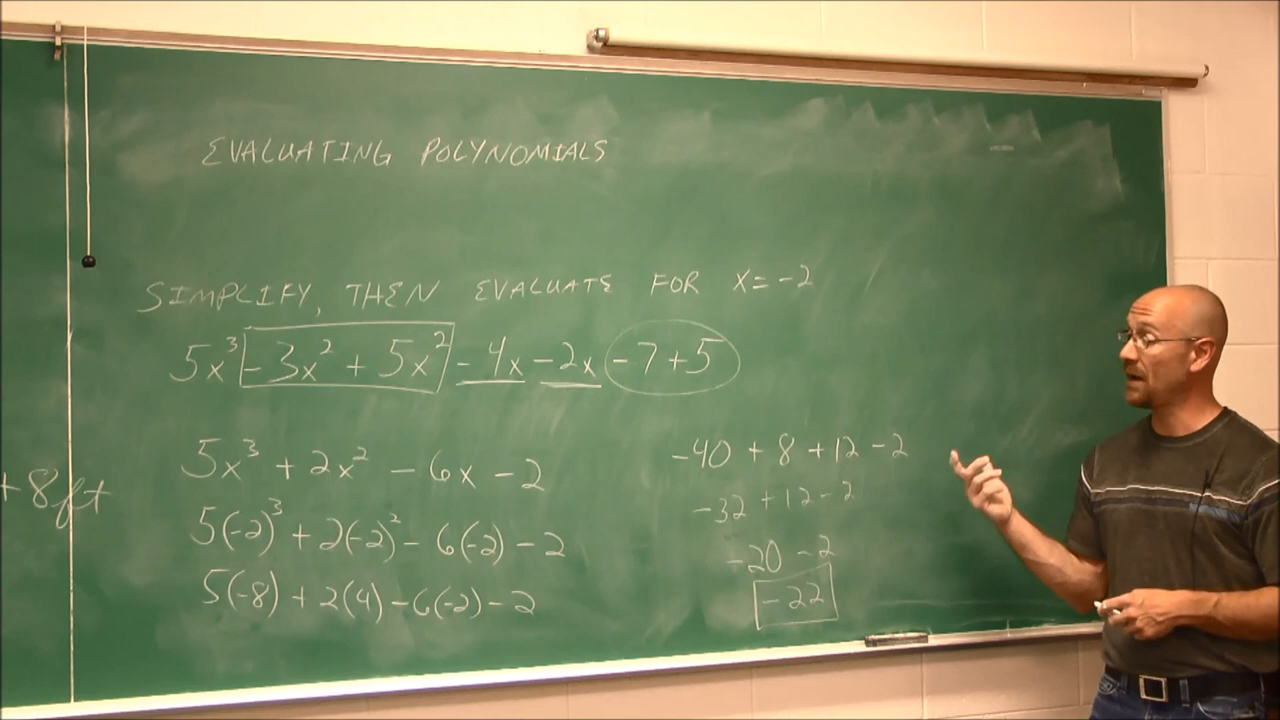 EVALUATING POLYNOMIALS
SIMPLIFY, THEN EVALUATE FOR x = -2
5x³ - 3x² + 5x² - 4x - 2x - 7 + 5
5x³ + 2x² - 6x - 2
5(-2)³ + 2(-2)² - 6(-2) - 2
5(-8) + 2(4) - 6(-2) - 2
+8ft
-40 + 8 + 12 - 2
-32 + 12 - 2
-20 - 2
-22